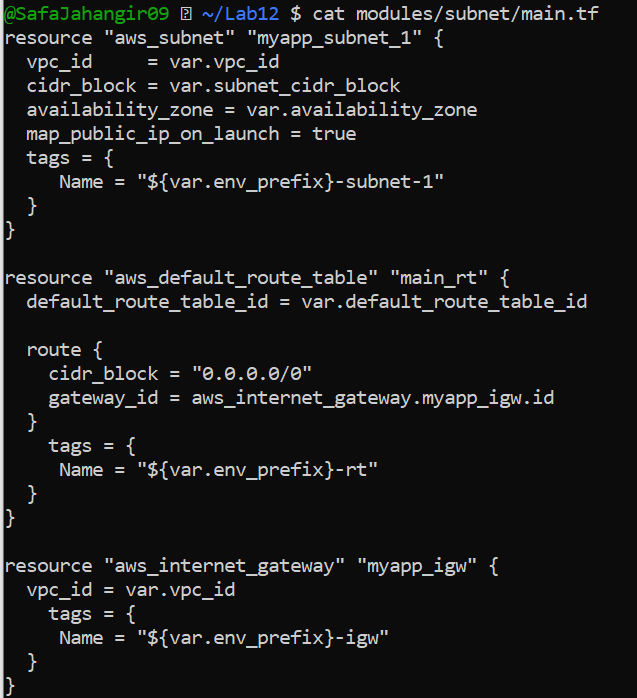 @SafaJahangir09 ~/Lab12 $ cat modules/subnet/main.tf
resource "aws_subnet" "myapp_subnet_1" {
  vpc_id     = var.vpc_id
  cidr_block = var.subnet_cidr_block
  availability_zone = var.availability_zone
  map_public_ip_on_launch = true
  tags = {
     Name = "${var.env_prefix}-subnet-1"
  }
}

resource "aws_default_route_table" "main_rt" {
  default_route_table_id = var.default_route_table_id

  route {
    cidr_block = "0.0.0.0/0"
    gateway_id = aws_internet_gateway.myapp_igw.id
  }
    tags = {
     Name = "${var.env_prefix}-rt"
  }
}

resource "aws_internet_gateway" "myapp_igw" {
  vpc_id = var.vpc_id
    tags = {
     Name = "${var.env_prefix}-igw"
  }
}